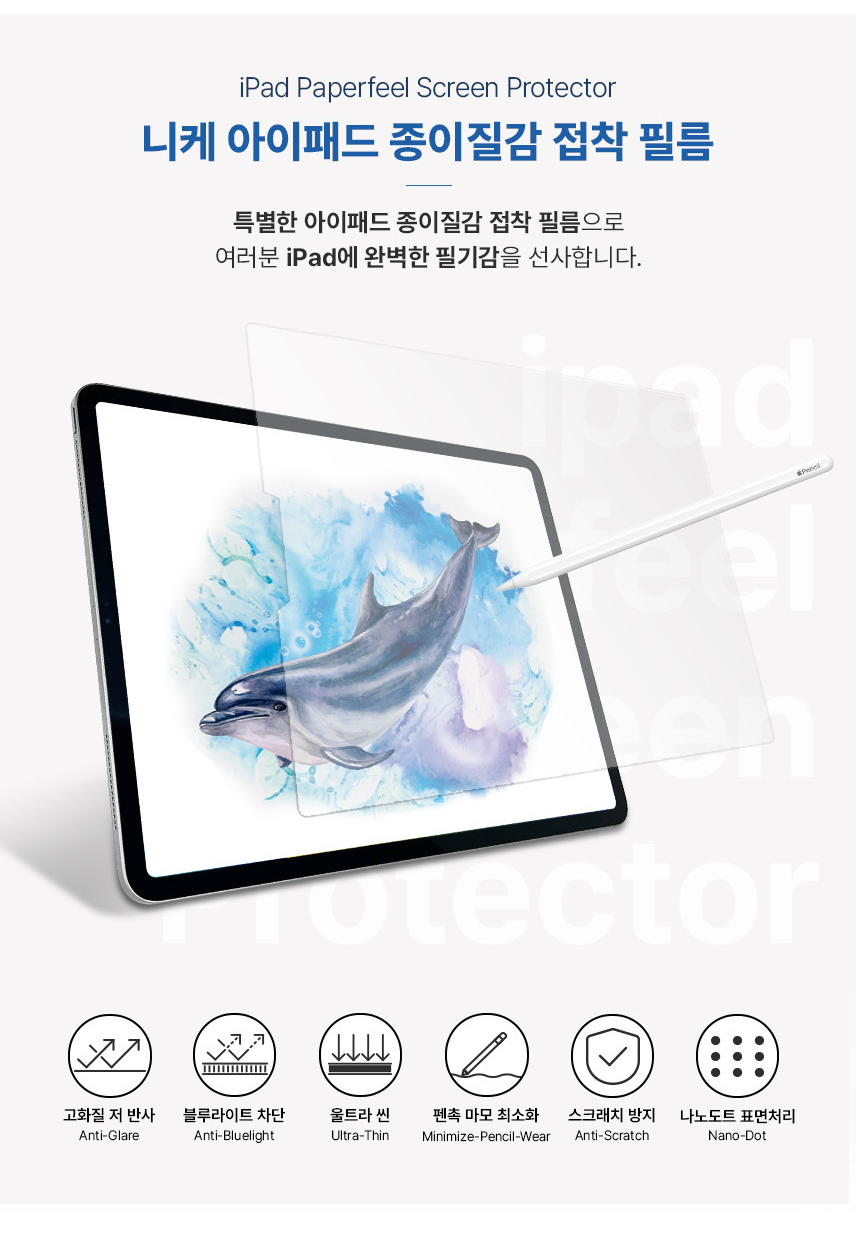 iPad Paperfeel Screen Protector
니케 아이패드 종이질감 접착 필름
특별한 아이패드 종이질감 접착 필름으로
여러분 iPad에 완벽한 필기감을 선사합니다.
ipad
feel
een
Protector
Pencil
고화질 저 반사
Anti-Glare
블루라이트 차단
Anti-Bluelight
울트라 씬
Ultra-Thin
펜촉 마모 최소화
Minimize-Pencil-Wear
스크래치 방지
Anti-Scratch
나노도트 표면처리
Nano-Dot